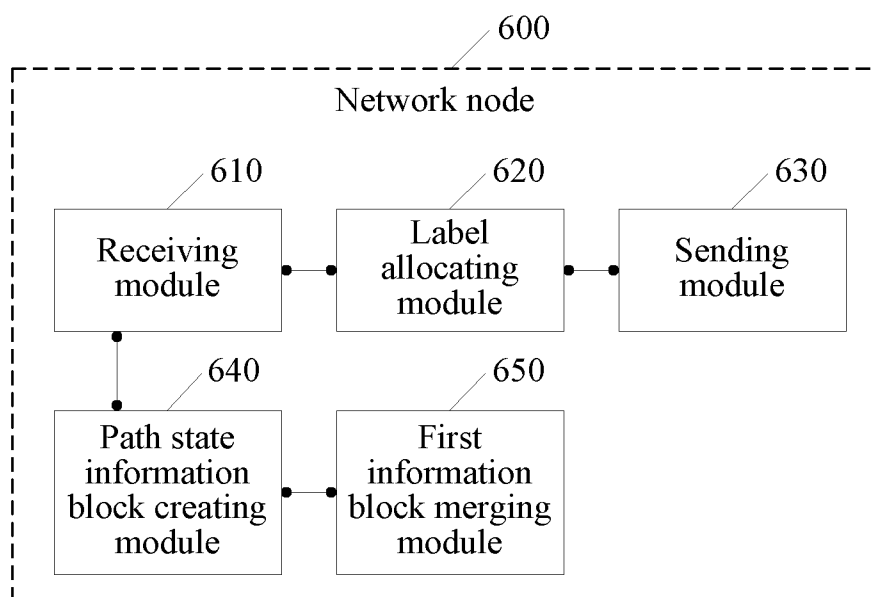 600
Network node
610
620
630
Receiving
module
Label
allocating
module
Sending
module
640
650
Path state
information
block creating
module
First
information
block merging
module